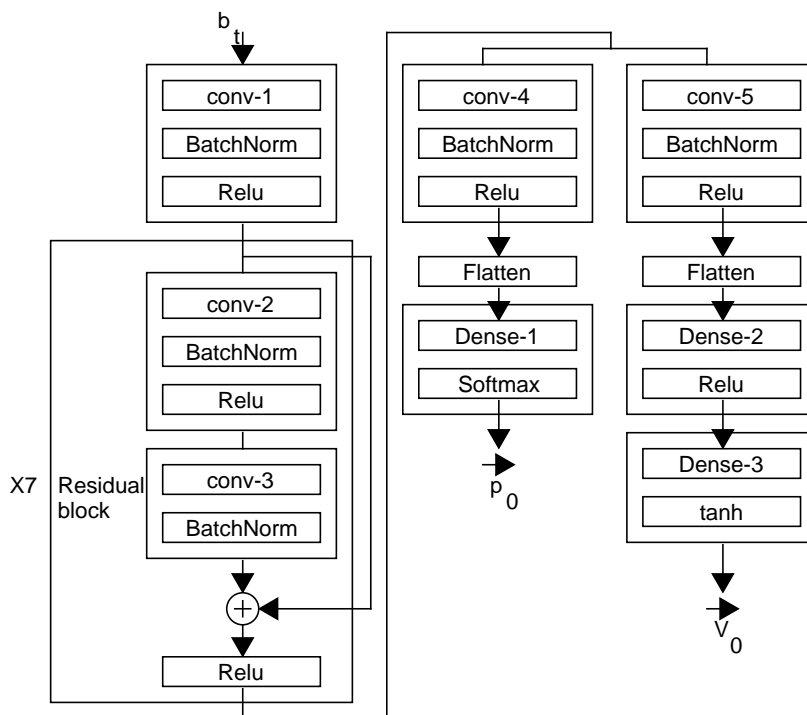 b t
conv-1
BatchNorm
Relu
conv-2
BatchNorm
Relu
X7
Residual
block
conv-3
BatchNorm
+
Relu
conv-4
BatchNorm
Relu
Flatten
Dense-1
Softmax
p 0
conv-5
BatchNorm
Relu
Flatten
Dense-2
Relu
Dense-3
tanh
V 0